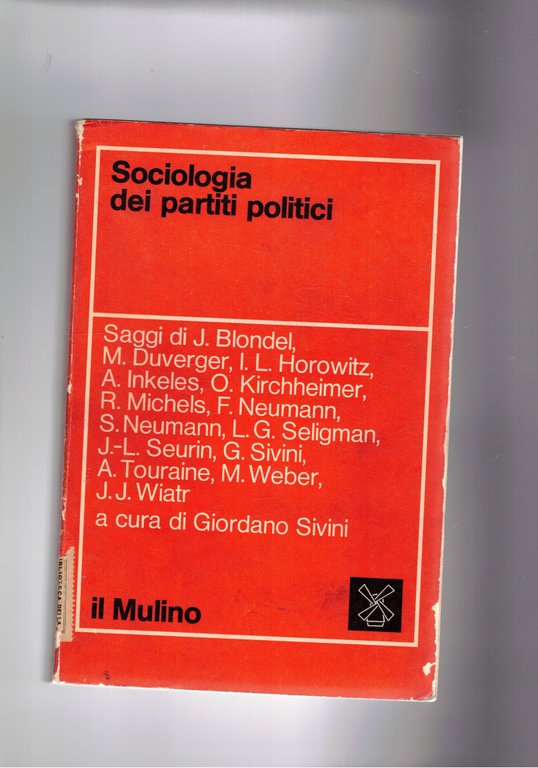 Sociologia
dei partiti politici
Saggi di J. Blondel,
M. Duverger, I. L. Horowitz,
A. Inkeles, O. Kirchheimer,
R. Michels, F. Neumann,
S. Neumann, L. G. Seligman,
J.-L. Seurin, G. Sivini,
A. Touraine, M. Weber,
J. J. Wiatr
a cura di Giordano Sivini
il Mulino
DELLA